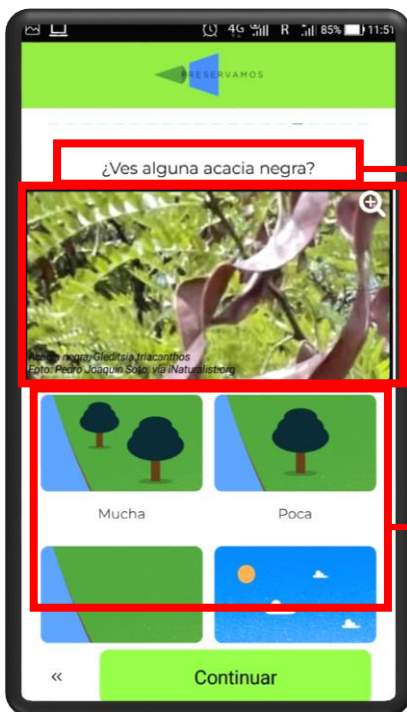 4G R 85% 11:51
PRESERVAMOS
¿Ves alguna acacia negra?
Acacia negra, Gleditsia triacanthos
Foto: Pedro Joaquin Soto, vía iNaturalist.org
Mucha
Poca
«
Continuar